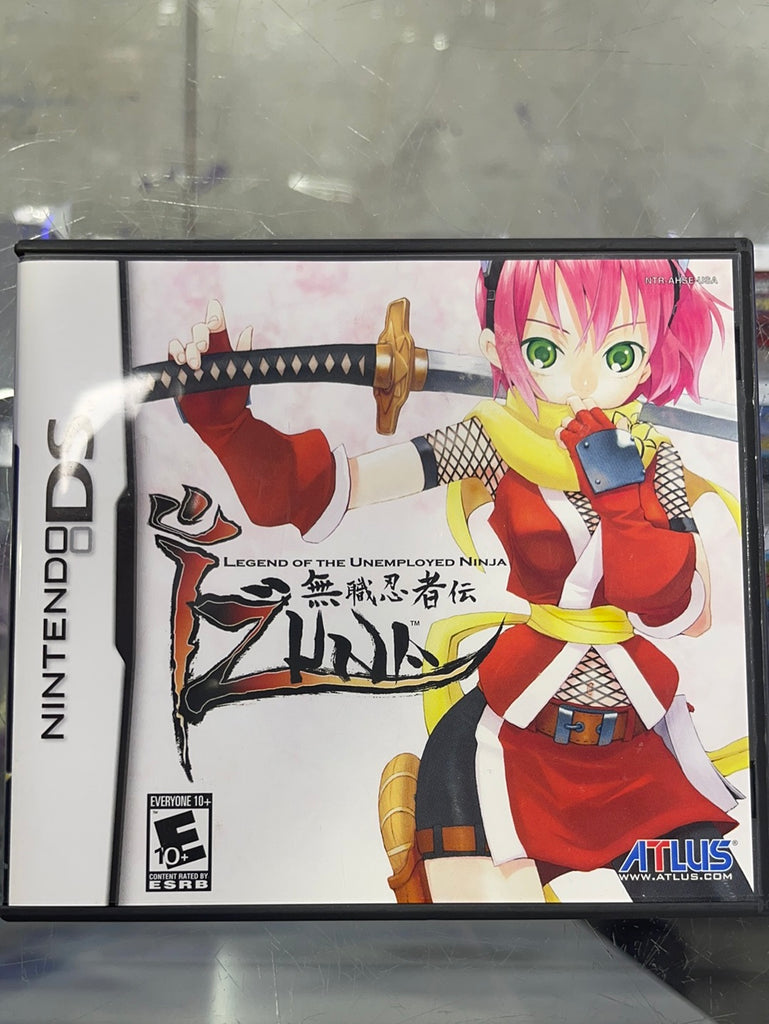 NINTENDO DS
NTR-AHSE-USA
LEGEND OF THE UNEMPLOYED NINJA
無職忍者伝
IZUNA™
EVERYONE 10+
E
10+
CONTENT RATED BY
ESRB
ATLUS®
WWW.ATLUS.COM